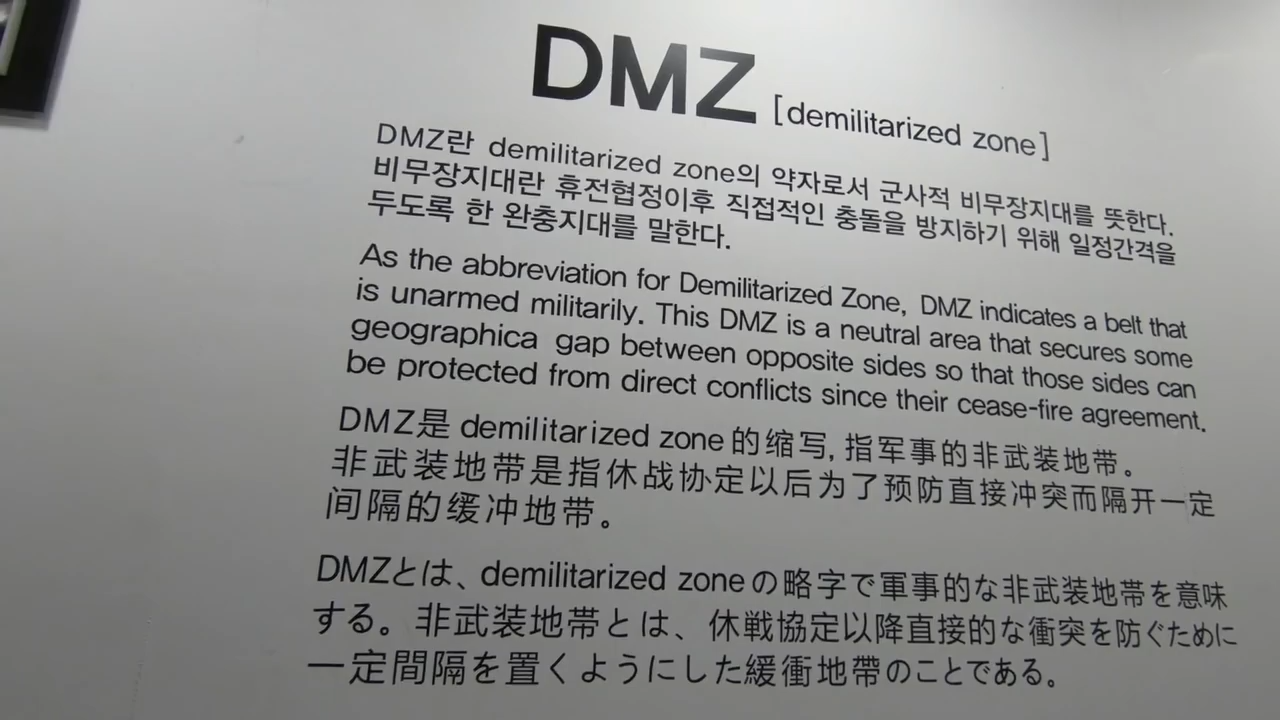 DMZ [demilitarized zone]
DMZ란 demilitarized zone의 약자로서 군사적 비무장지대를 뜻한다.
비무장지대란 휴전협정이후 직접적인 충돌을 방지하기 위해 일정간격을
두도록 한 완충지대를 말한다.
As the abbreviation for Demilitarized Zone, DMZ indicates a belt that
is unarmed militarily. This DMZ is a neutral area that secures some
geographica gap between opposite sides so that those sides can
be protected from direct conflicts since their cease-fire agreement.
DMZ是 demilitarized zone 的缩写, 指军事的非武装地带。
非武装地带是指休战协定以后为了预防直接冲突而隔开一定
间隔的缓冲地带。
DMZとは、demilitarized zoneの略字で軍事的な非武装地帯を意味
する。非武装地帯とは、休戦協定以降直接的な衝突を防ぐために
一定間隔を置くようにした緩衝地帶のことである。